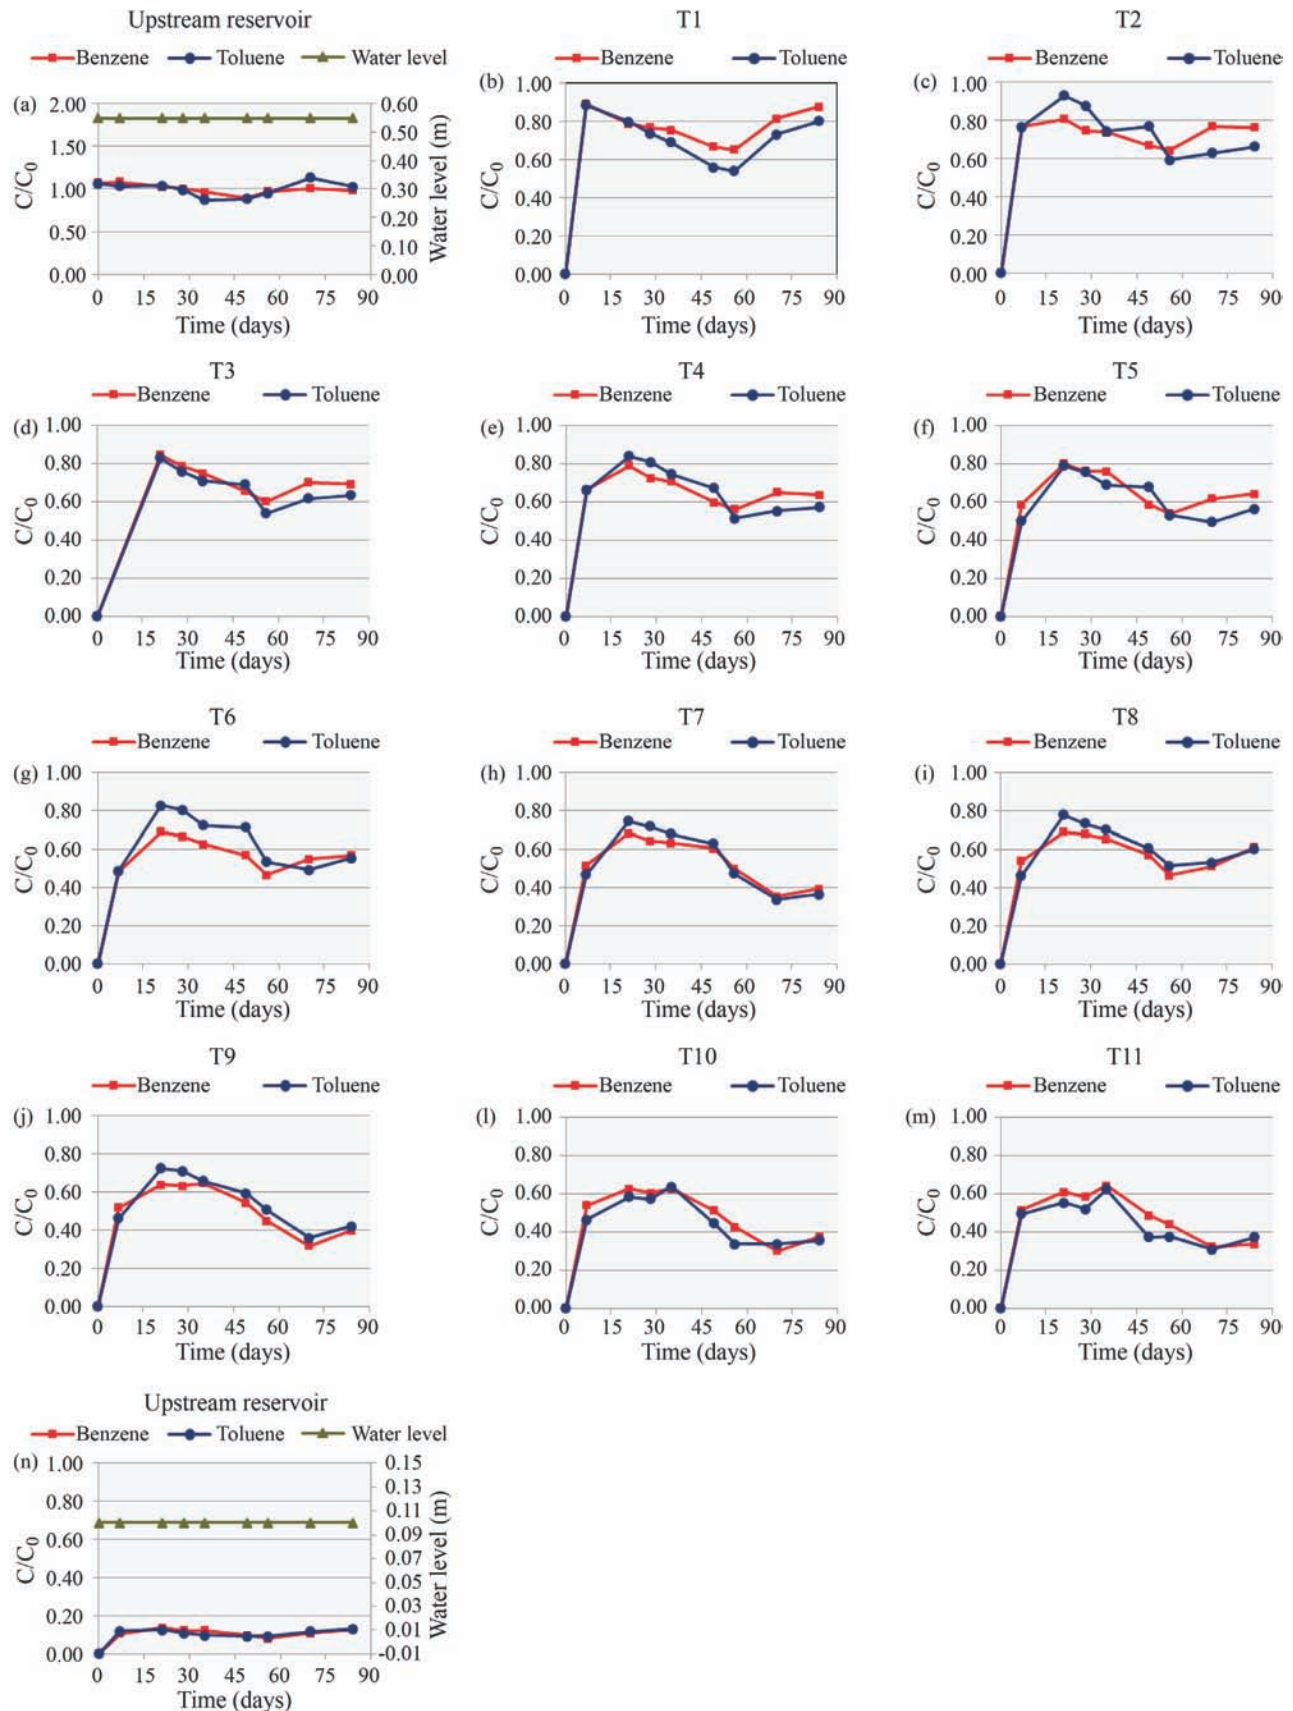 Upstream reservoir
Benzene Toluene Water level
(a)
2.00
1.50
1.00
0.50
0.00
C/C0
0.60
0.50
0.40
0.30
0.20
0.10
0.00
Water level (m)
0 15 30 45 60 75 90
Time (days)
T1
Benzene Toluene
(b)
1.00
0.80
0.60
0.40
0.20
0.00
C/C0
0 15 30 45 60 75 90
Time (days)
T2
Benzene Toluene
(c)
1.00
0.80
0.60
0.40
0.20
0.00
C/C0
0 15 30 45 60 75 90
Time (days)
T3
Benzene Toluene
(d)
1.00
0.80
0.60
0.40
0.20
0.00
C/C0
0 15 30 45 60 75 90
Time (days)
T4
Benzene Toluene
(e)
1.00
0.80
0.60
0.40
0.20
0.00
C/C0
0 15 30 45 60 75 90
Time (days)
T5
Benzene Toluene
(f)
1.00
0.80
0.60
0.40
0.20
0.00
C/C0
0 15 30 45 60 75 90
Time (days)
T6
Benzene Toluene
(g)
1.00
0.80
0.60
0.40
0.20
0.00
C/C0
0 15 30 45 60 75 90
Time (days)
T7
Benzene Toluene
(h)
1.00
0.80
0.60
0.40
0.20
0.00
C/C0
0 15 30 45 60 75 90
Time (days)
T8
Benzene Toluene
(i)
1.00
0.80
0.60
0.40
0.20
0.00
C/C0
0 15 30 45 60 75 90
Time (days)
T9
Benzene Toluene
(j)
1.00
0.80
0.60
0.40
0.20
0.00
C/C0
0 15 30 45 60 75 90
Time (days)
T10
Benzene Toluene
(l)
1.00
0.80
0.60
0.40
0.20
0.00
C/C0
0 15 30 45 60 75 90
Time (days)
T11
Benzene Toluene
(m)
1.00
0.80
0.60
0.40
0.20
0.00
C/C0
0 15 30 45 60 75 90
Time (days)
Upstream reservoir
Benzene Toluene Water level
(n)
1.00
0.80
0.60
0.40
0.20
0.00
C/C0
0.15
0.13
0.11
0.09
0.07
0.05
0.03
0.01
-0.01
Water level (m)
0 15 30 45 60 75 90
Time (days)